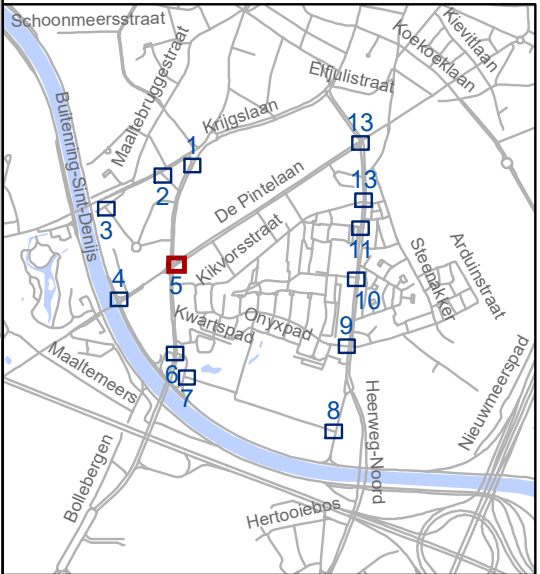 Schoonmeersstraat
Kievitlaan
Koekoeklaan
Maaltebruggestraat
Elfjulistraat
Buitenring-Sint-Denijs
Krijgslaan
13
1
2
De Pintelaan
13
3
Kikvorsstraat
11
Steenakker
Arduinstraat
5
4
10
Kwartspad
Onyxpad
9
Maaltemeers
6
7
Nieuwmeerspad
8
Heerweg-Noord
Bollebergen
Hertooiebos